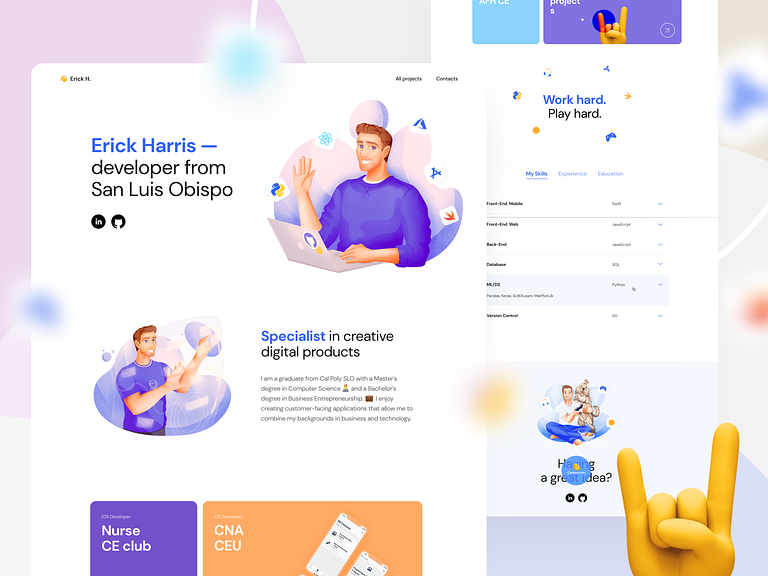 👋 Erick H.
All projects
Contacts
Erick Harris —
developer from
San Luis Obispo
in
Specialist in creative
digital products
I am a graduate from Cal Poly SLO with a Master's
degree in Computer Science 👨‍🎓 and a Bachelor's
degree in Business Entrepreneurship. 💼 I enjoy
creating customer-facing applications that allow me to
combine my backgrounds in business and technology.
iOS Developer
Nurse
CE club
iOS Developer
CNA
CEU
AFH CE
project
s
Work hard.
Play hard.
My Skills
Experience
Education
Front-End Mobile
Swift
Front-End Web
JavaScript
Back-End
JavaScript
Database
SQL
ML/DS
Python
Pandas, Keras, SciKitLearn, MatPlotLib
Version Control
Git
Having
a great idea?
Contact me
in